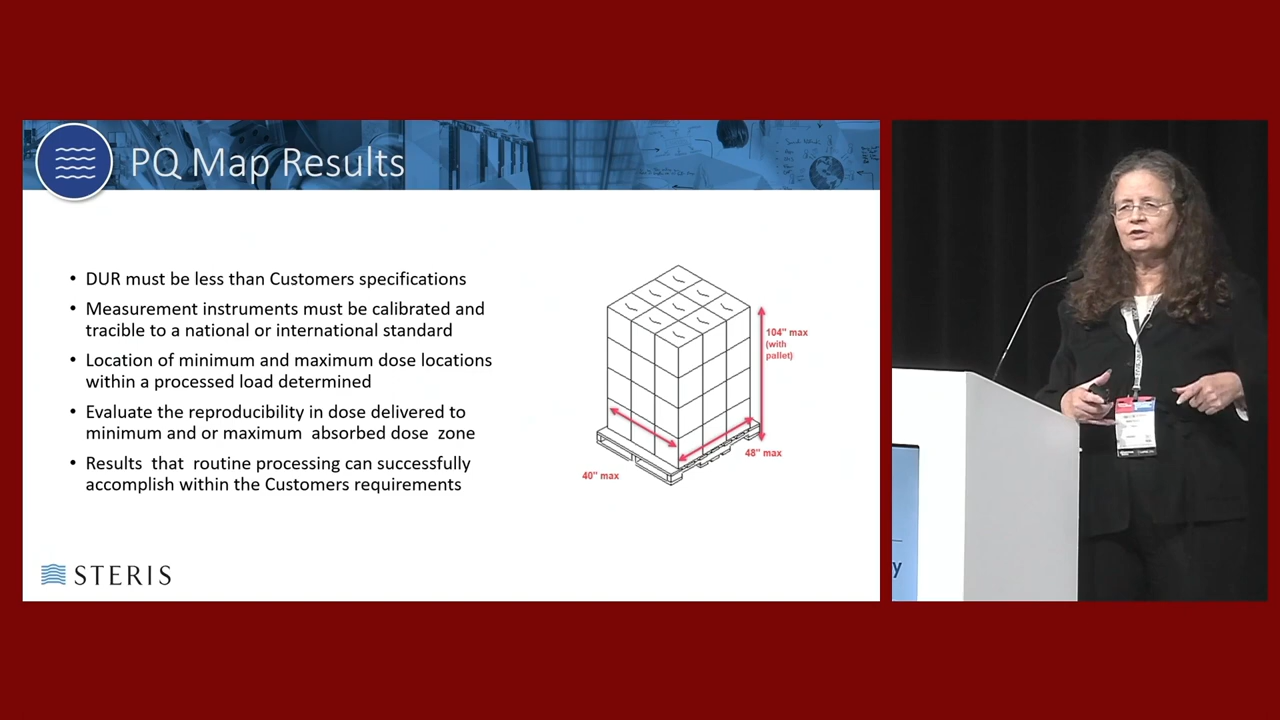 PQ Map Results
• DUR must be less than Customers specifications
• Measurement instruments must be calibrated and
tracible to a national or international standard
• Location of minimum and maximum dose locations
within a processed load determined
• Evaluate the reproducibility in dose delivered to
minimum and or maximum absorbed dose zone
• Results that routine processing can successfully
accomplish within the Customers requirements
104" max
(with
pallet)
48" max
40" max
STERIS
y